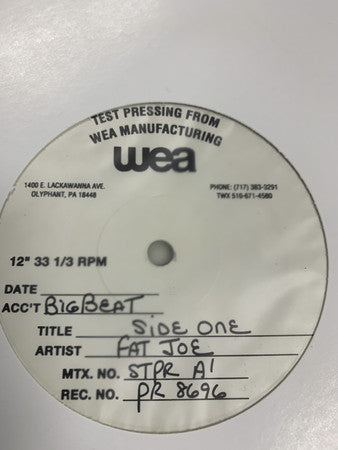 TEST PRESSING FROM
WEA MANUFACTURING
wea
1400 E. LACKAWANNA AVE.
OLYPHANT, PA 18448
PHONE: (717) 383-3291
TWX 510-671-4580
12" 33 1/3 RPM
DATE
ACC'T BIGBEAT
TITLE SIDE ONE
ARTIST FAT JOE
MTX. NO. STPR A1
REC. NO. PR 8696